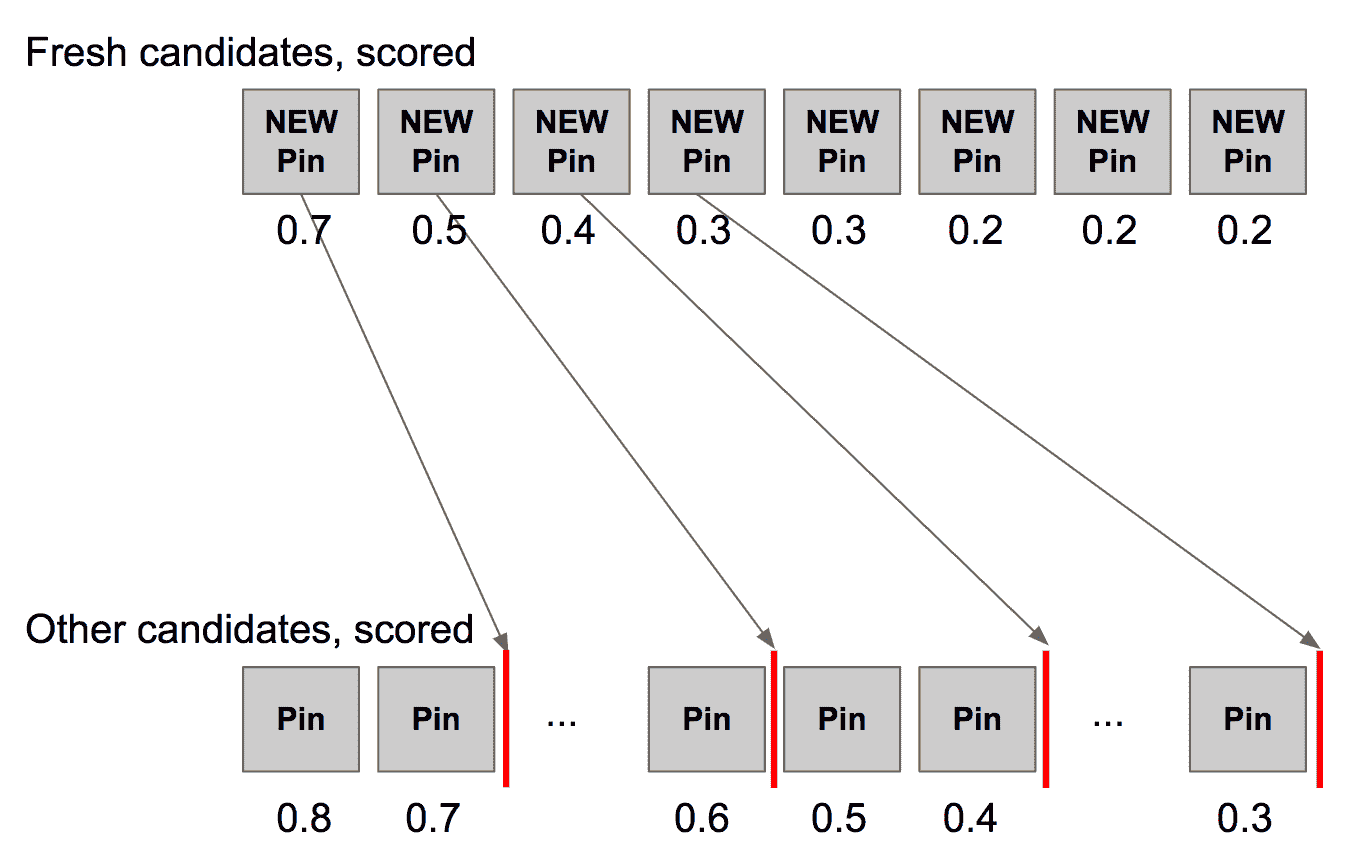 Fresh candidates, scored
NEW NEW NEW NEW NEW NEW NEW NEW
Pin Pin Pin Pin Pin Pin Pin Pin
0.7 0.5 0.4 0.3 0.3 0.2 0.2 0.2
Other candidates, scored
Pin Pin ... Pin Pin Pin ... Pin
0.8 0.7 0.6 0.5 0.4 0.3